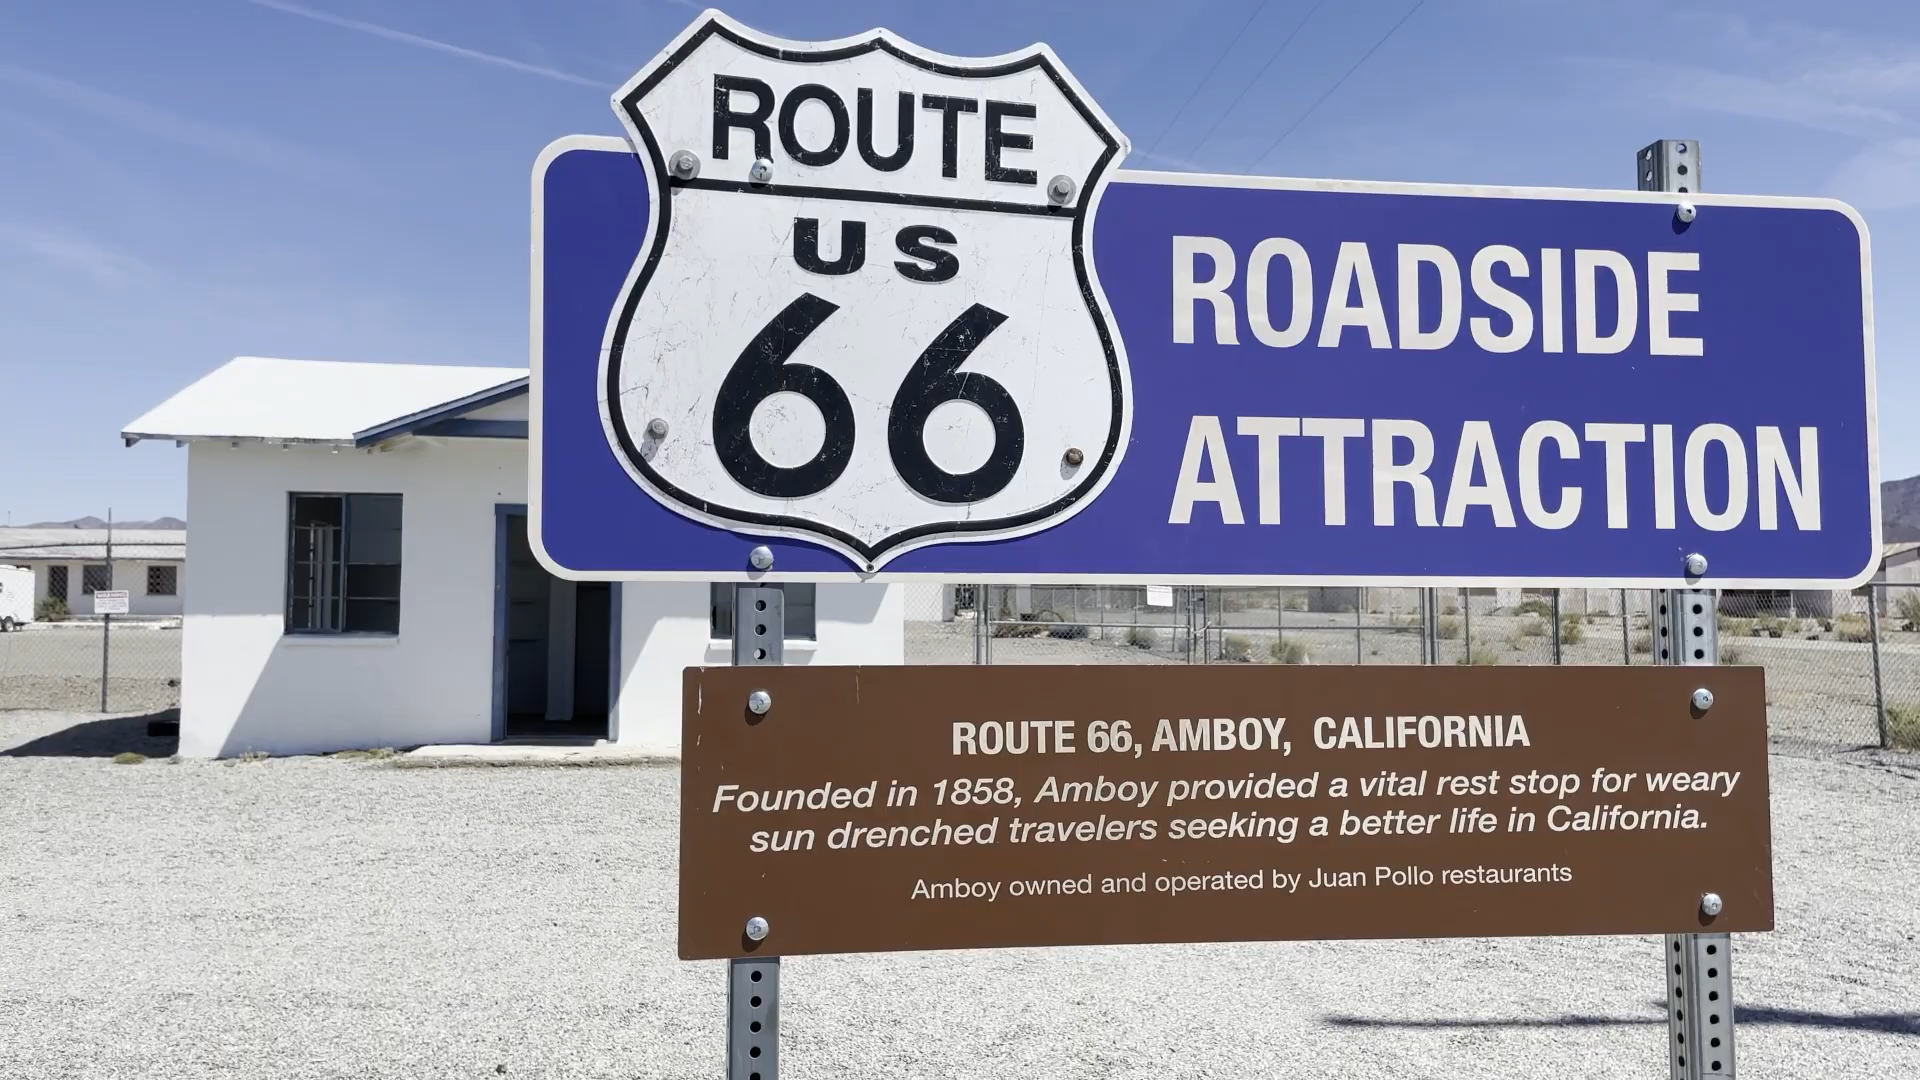 ROUTE
US
66
ROADSIDE
ATTRACTION
ROUTE 66, AMBOY, CALIFORNIA
Founded in 1858, Amboy provided a vital rest stop for weary
sun drenched travelers seeking a better life in California.
Amboy owned and operated by Juan Pollo restaurants